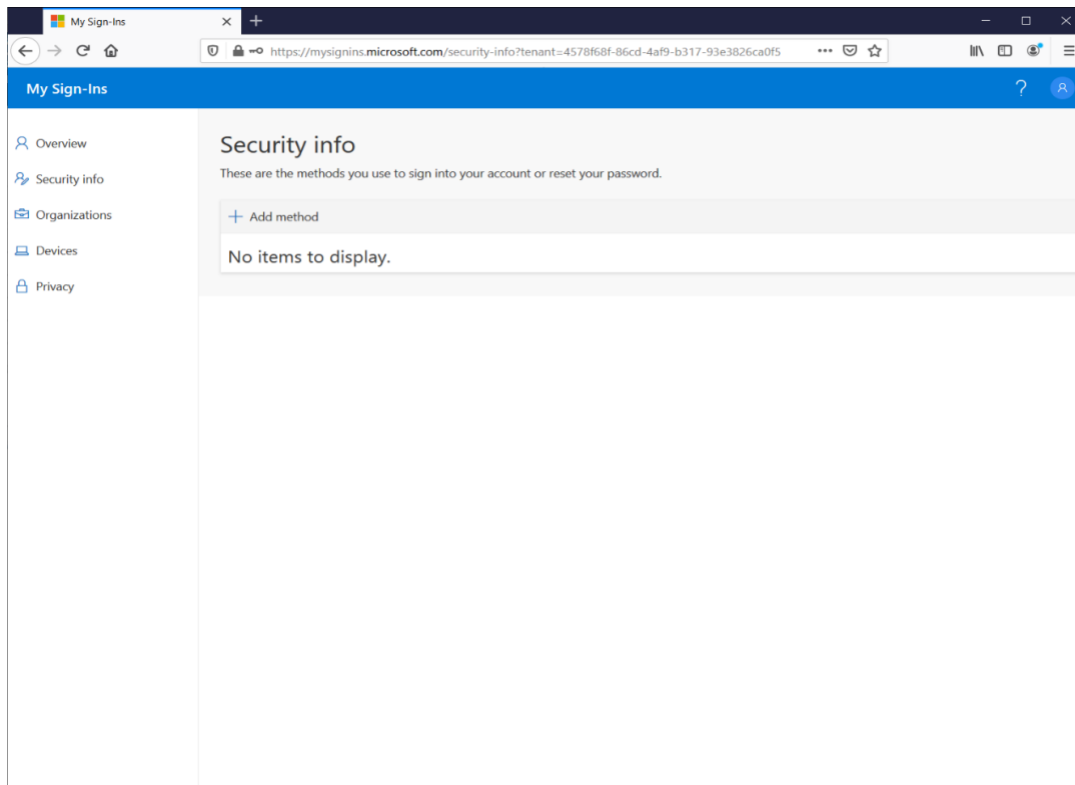 My Sign-Ins
https://mysignins.microsoft.com/security-info?tenant=4578f68f-86cd-4af9-b317-93e3826ca0f5
My Sign-Ins
?
Overview
Security info
Organizations
Devices
Privacy
Security info
These are the methods you use to sign into your account or reset your password.
+ Add method
No items to display.